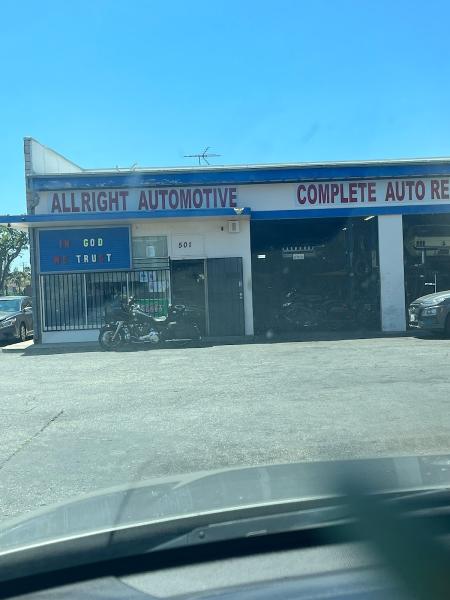 ALLRIGHT AUTOMOTIVE
COMPLETE AUTO RE
IN GOD
WE TRUST
501